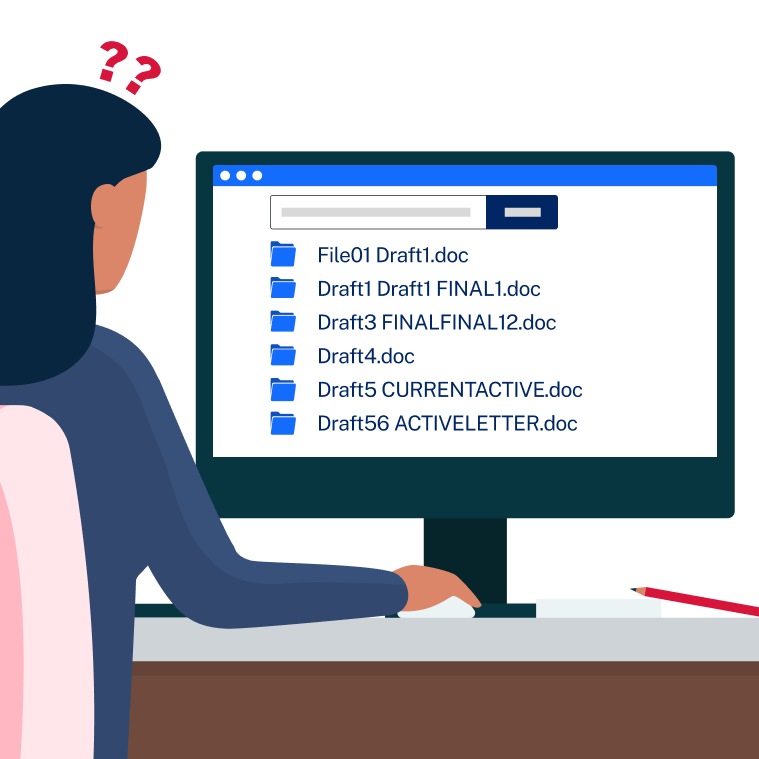 ??
File01 Draft1.doc
Draft1 Draft1 FINAL1.doc
Draft3 FINALFINAL12.doc
Draft4.doc
Draft5 CURRENTACTIVE.doc
Draft56 ACTIVELETTER.doc